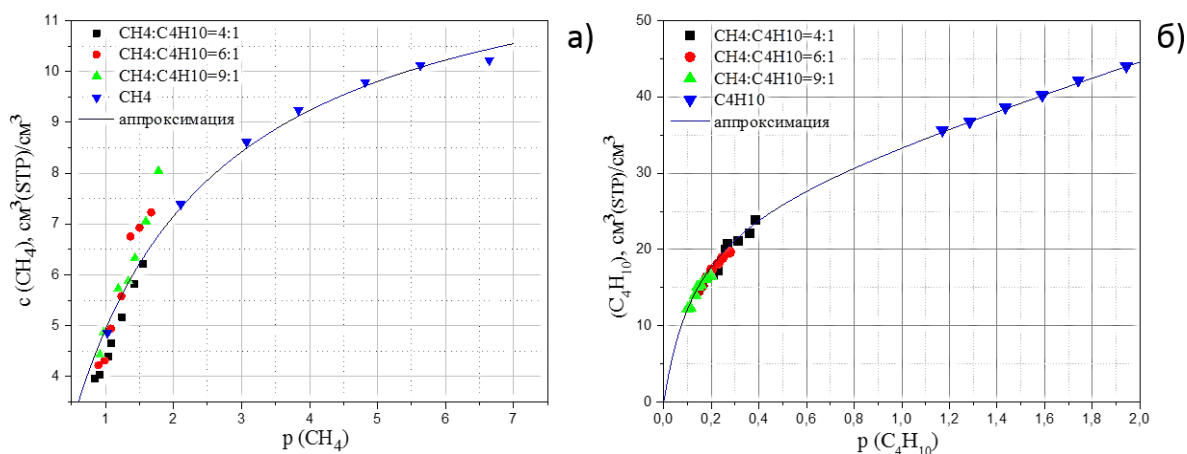 11
10
9
8
7
6
5
4
c (CH4), см³(STP)/см³
CH4:C4H10=4:1
CH4:C4H10=6:1
CH4:C4H10=9:1
CH4
аппроксимация
1 2 3 4 5 6 7
p (CH4)
а)
50
40
30
20
10
0
(C4H10), см³(STP)/см³
CH4:C4H10=4:1
CH4:C4H10=6:1
CH4:C4H10=9:1
C4H10
аппроксимация
0,0 0,2 0,4 0,6 0,8 1,0 1,2 1,4 1,6 1,8 2,0
p (C4H10)
б)